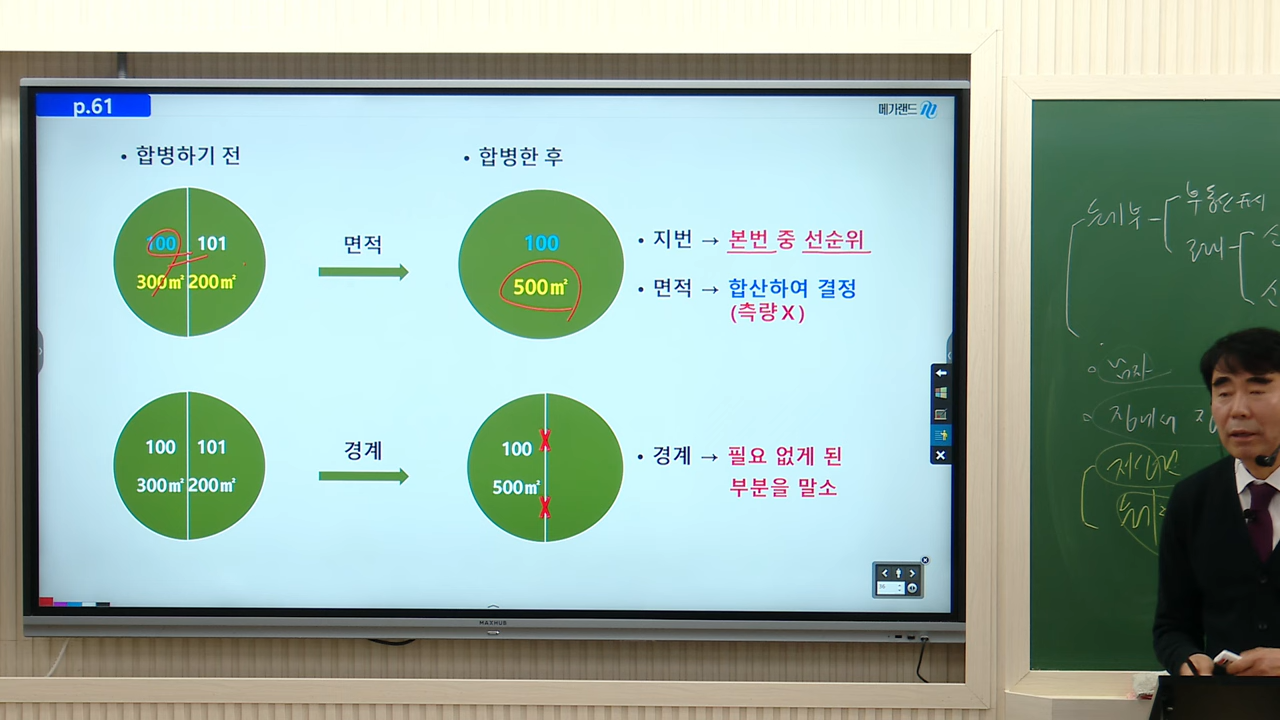 p.61
메가랜드
• 합병하기 전
• 합병한 후
100
101
300㎡
200㎡
면적
100
500㎡
• 지번 → 본번 중 선순위
• 면적 → 합산하여 결정
(측량X)
100
101
300㎡
200㎡
경계
100
500㎡
X
X
• 경계 → 필요 없게 된
부분을 말소
MAXHUB